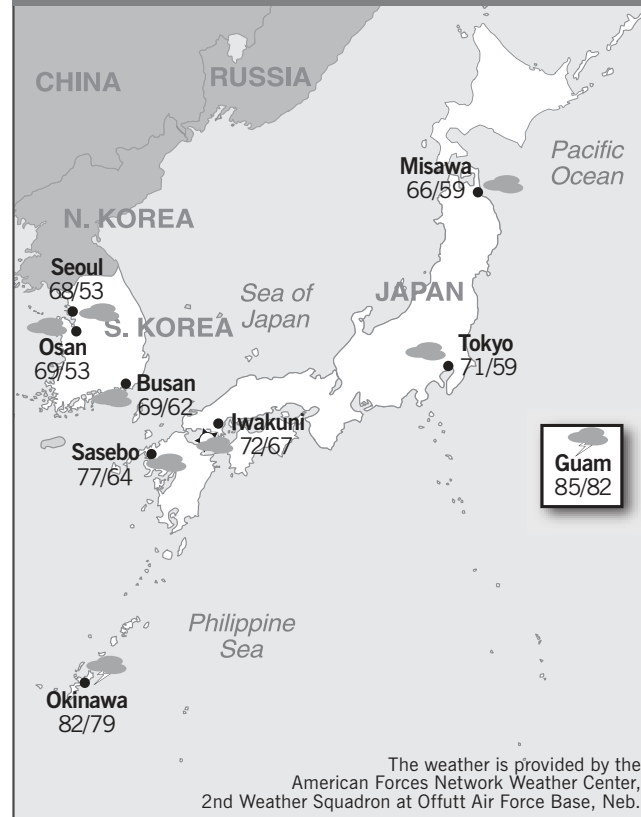 CHINA
RUSSIA
Pacific
Ocean
Misawa
66/59
N. KOREA
Seoul
68/53
Sea of
Japan
JAPAN
S. KOREA
Osan
69/53
Tokyo
71/59
Busan
69/62
Iwakuni
72/67
Sasebo
77/64
Guam
85/82
Philippine
Sea
Okinawa
82/79
The weather is provided by the
American Forces Network Weather Center,
2nd Weather Squadron at Offutt Air Force Base, Neb.